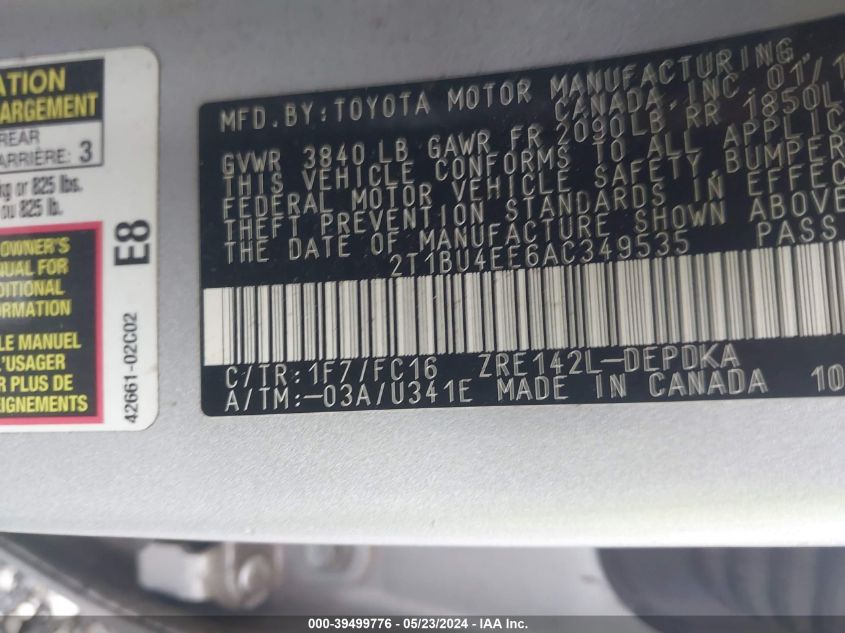 ATION
ARGEMENT
REAR
ARRIÈRE: 3
kg or 825 lbs.
ou 825 lb.
OWNER'S
NUAL FOR
DITIONAL
ORMATION
LE MANUEL
L'USAGER
R PLUS DE
EIGNEMENTS
E8
42661-02C02
MFD. BY: TOYOTA MOTOR MANUFACTURING
CANADA, INC. 01/1
GVWR 3840 LB GAWR FR 2090LB RR 1850L
THIS VEHICLE CONFORMS TO ALL APPLIC
FEDERAL MOTOR VEHICLE SAFETY, BUMPER
THEFT PREVENTION STANDARDS IN EFFEC
THE DATE OF MANUFACTURE SHOWN ABOVE
2T1BU4EE6AC349535 PASS
C/TR: 1F7/FC16 ZRE142L-DEPDKA
A/TM:-03A/U341E MADE IN CANADA 10
000-39499776 - 05/23/2024 - IAA Inc.